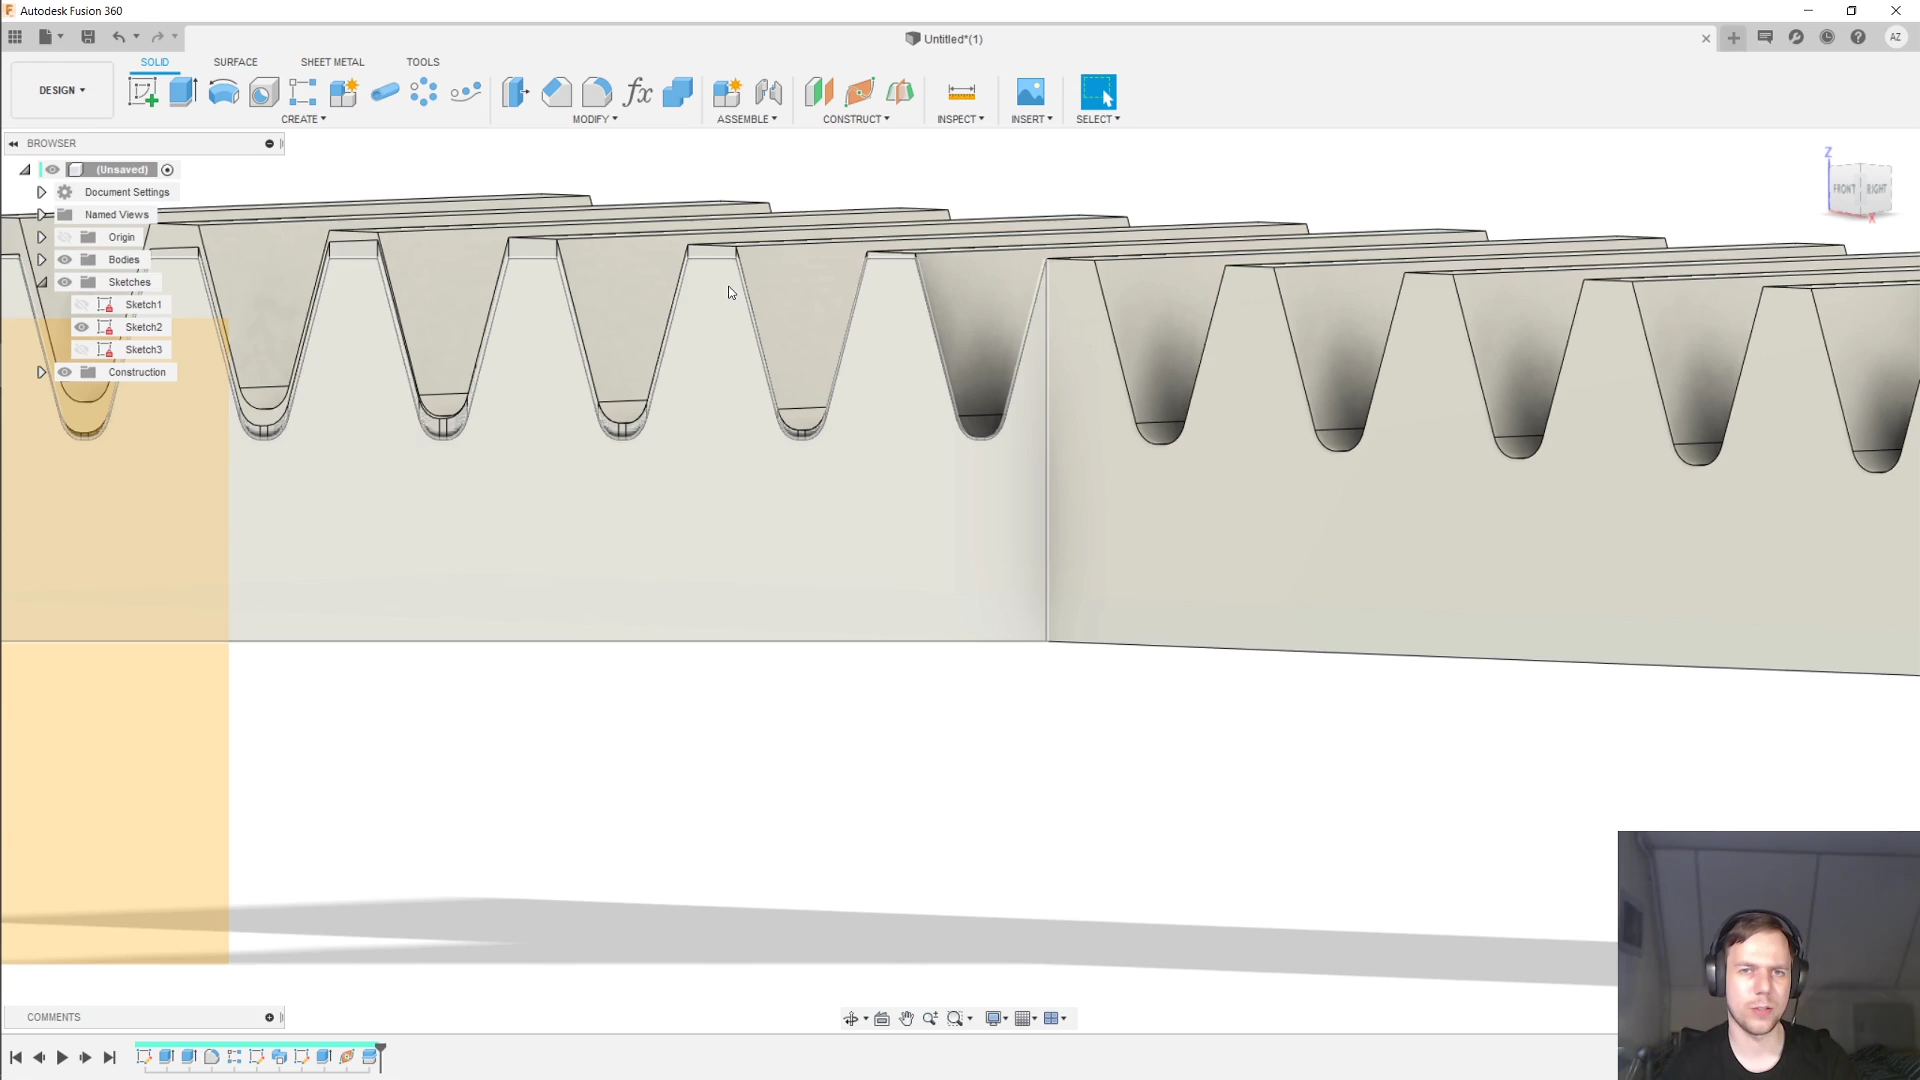 Autodesk Fusion 360
Untitled*(1)
AZ
SOLID SURFACE SHEET METAL TOOLS
DESIGN
CREATE MODIFY ASSEMBLE CONSTRUCT INSPECT INSERT SELECT
BROWSER
(Unsaved)
Document Settings
Named Views
Origin
Bodies
Sketches
Sketch1
Sketch2
Sketch3
Construction
Z
FRONT RIGHT
X
COMMENTS